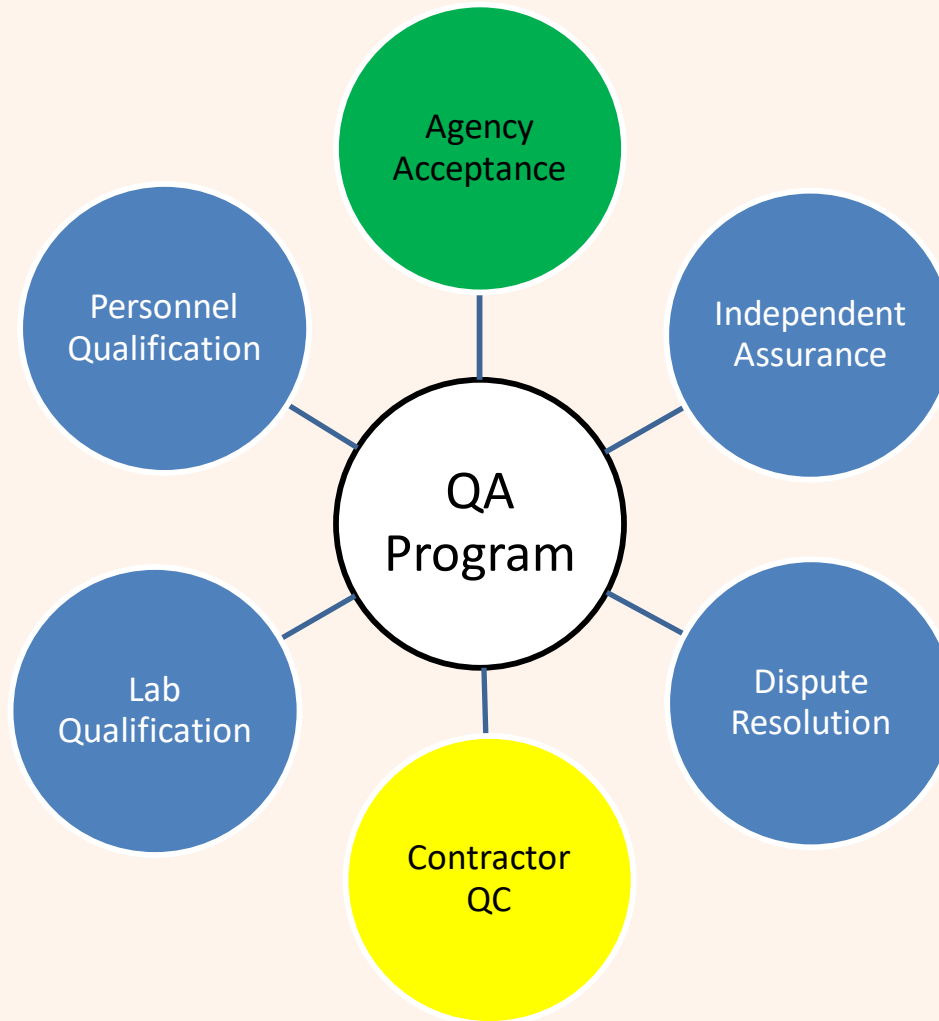 Agency
Acceptance
Personnel
Qualification
Independent
Assurance
QA
Program
Lab
Qualification
Dispute
Resolution
Contractor
QC